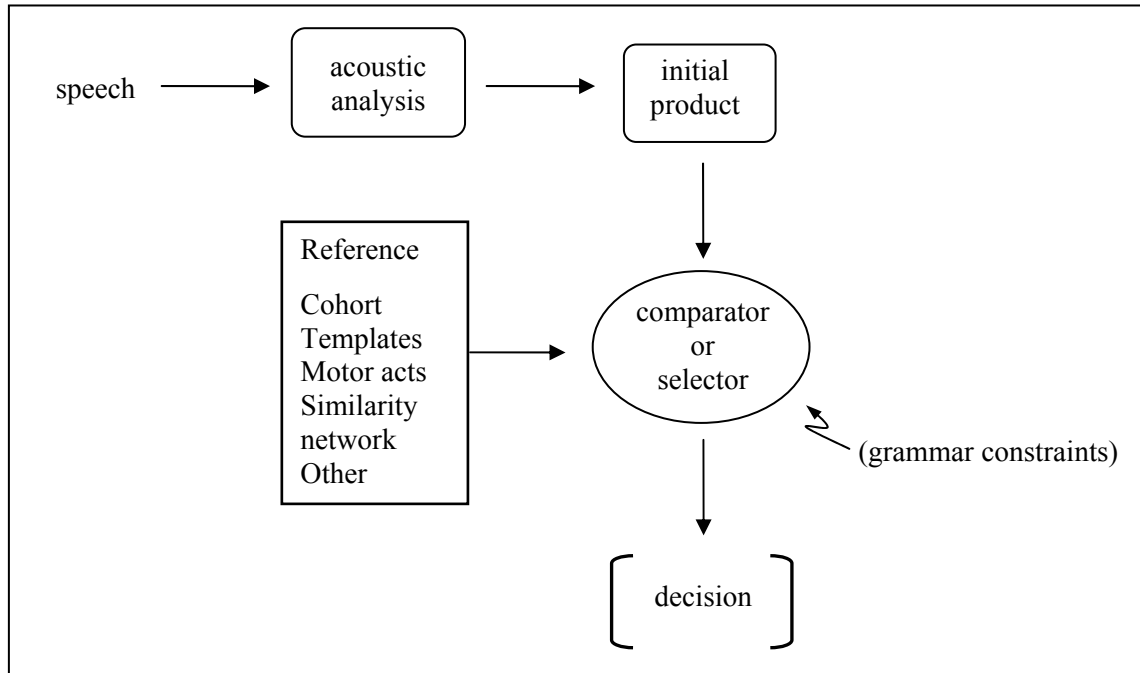 speech
acoustic
analysis
initial
product
Reference
Cohort
Templates
Motor acts
Similarity
network
Other
comparator
or
selector
(grammar constraints)
decision